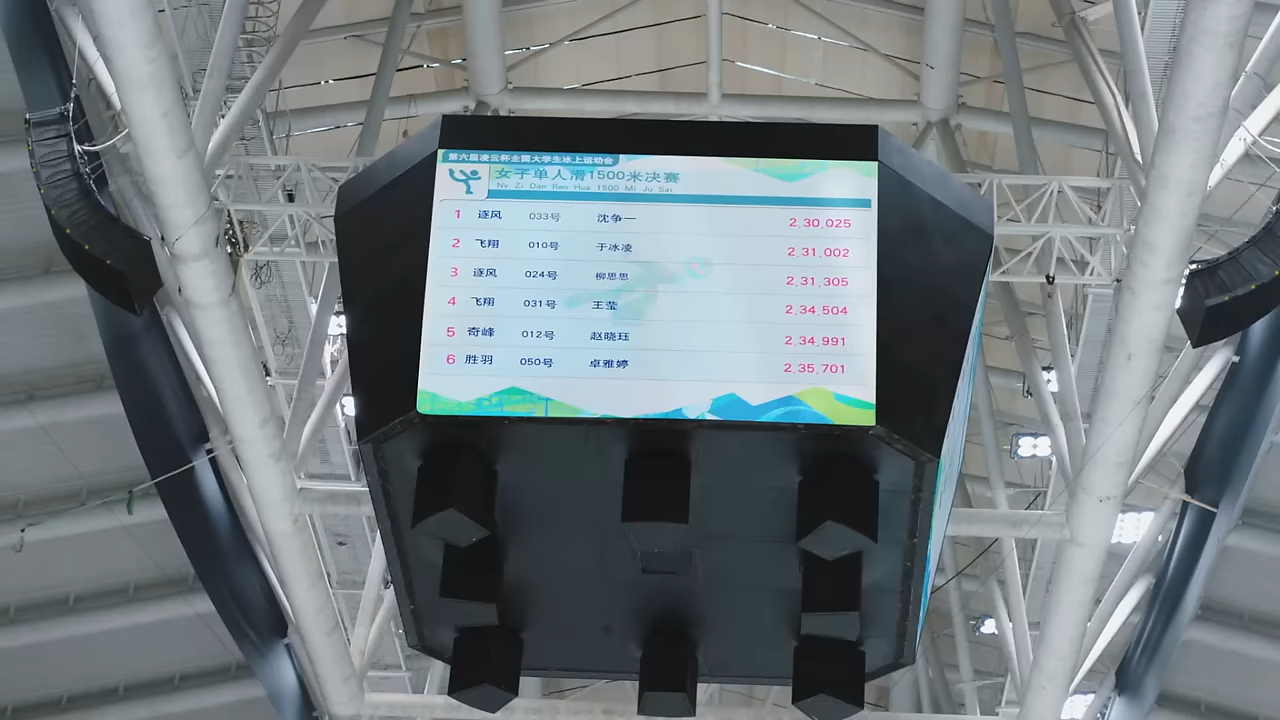 第六届凌云杯全国大学生冰上运动会
女子单人滑1500米决赛
Nv Zi Dan Ren Hua 1500 Mi Ju Sai
1 逐风 033号 沈争一 2,30,025
2 飞翔 010号 于冰凌 2,31,002
3 逐风 024号 柳思思 2,31,305
4 飞翔 031号 王莹 2,34,504
5 奇峰 012号 赵晓珏 2,34,991
6 胜羽 050号 卓雅婷 2,35,701